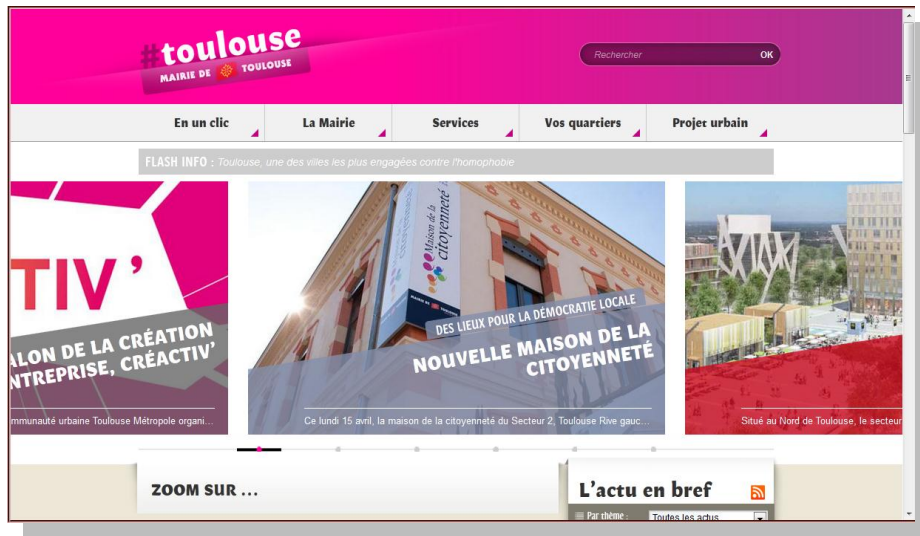 #toulouse
MAIRIE DE TOULOUSE
Rechercher
OK
En un clic
La Mairie
Services
Vos quartiers
Projet urbain
FLASH INFO : Toulouse, une des villes les plus engagées contre l'homophobie
TIV'
ALON DE LA CRÉATION
NTREPRISE, CRÉACTIV'
mmunauté urbaine Toulouse Métropole organi...
Maison de la
citoyenneté
MAIRIE DE TOULOUSE
DES LIEUX POUR LA DÉMOCRATIE LOCALE
NOUVELLE MAISON DE LA
CITOYENNETÉ
Ce lundi 15 avril, la maison de la citoyenneté du Secteur 2, Toulouse Rive gauc...
Situé au Nord de Toulouse, le secteur
ZOOM SUR ...
L'actu en bref
Par thème :
Toutes les actus